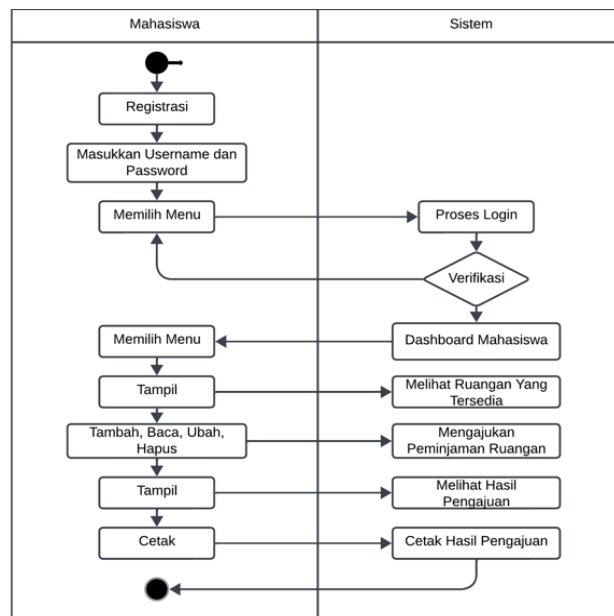 Mahasiswa
Sistem
Registrasi
Masukkan Username dan
Password
Memilih Menu
Proses Login
Verifikasi
Memilih Menu
Dashboard Mahasiswa
Tampil
Melihat Ruangan Yang
Tersedia
Tambah, Baca, Ubah,
Hapus
Mengajukan
Peminjaman Ruangan
Tampil
Melihat Hasil
Pengajuan
Cetak
Cetak Hasil Pengajuan